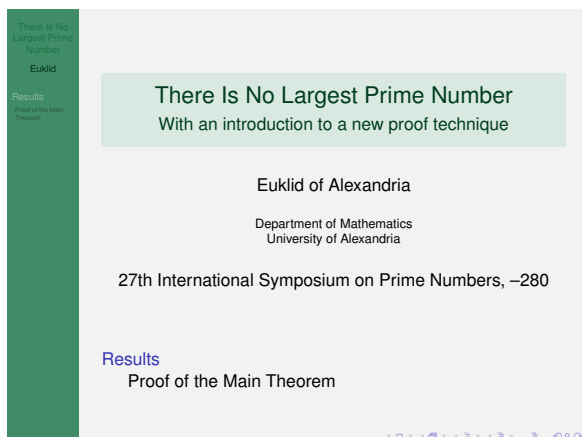 There Is No
Largest Prime
Number
Euklid
Results
Proof of the Main
Theorem
There Is No Largest Prime Number
With an introduction to a new proof technique
Euklid of Alexandria
Department of Mathematics
University of Alexandria
27th International Symposium on Prime Numbers, –280
Results
Proof of the Main Theorem